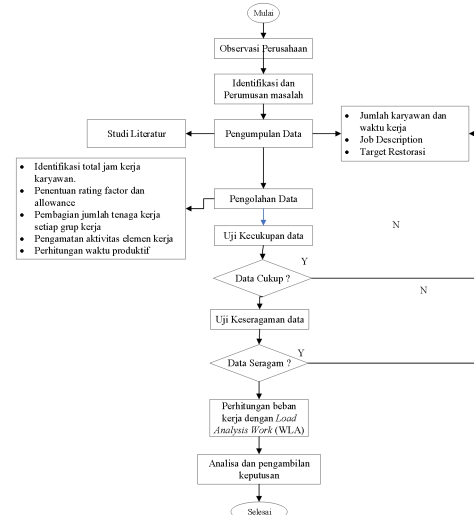 Mulai
Observasi Perusahaan
Identifikasi dan
Perumusan masalah
Studi Literatur
Pengumpulan Data
• Jumlah karyawan dan
waktu kerja
• Job Description
• Target Restorasi
• Identifikasi total jam kerja
karyawan.
• Penentuan rating factor dan
allowance
• Pembagian jumlah tenaga kerja
setiap grup kerja
• Pengamatan aktivitas elemen kerja
• Perhitungan waktu produktif
Pengolahan Data
N
Uji Kecukupan data
Y
Data Cukup ?
N
Uji Keseragaman data
Y
Data Seragam ?
Perhitungan beban
kerja dengan Load
Analysis Work (WLA)
Analisa dan pengambilan
keputusan
Selesai